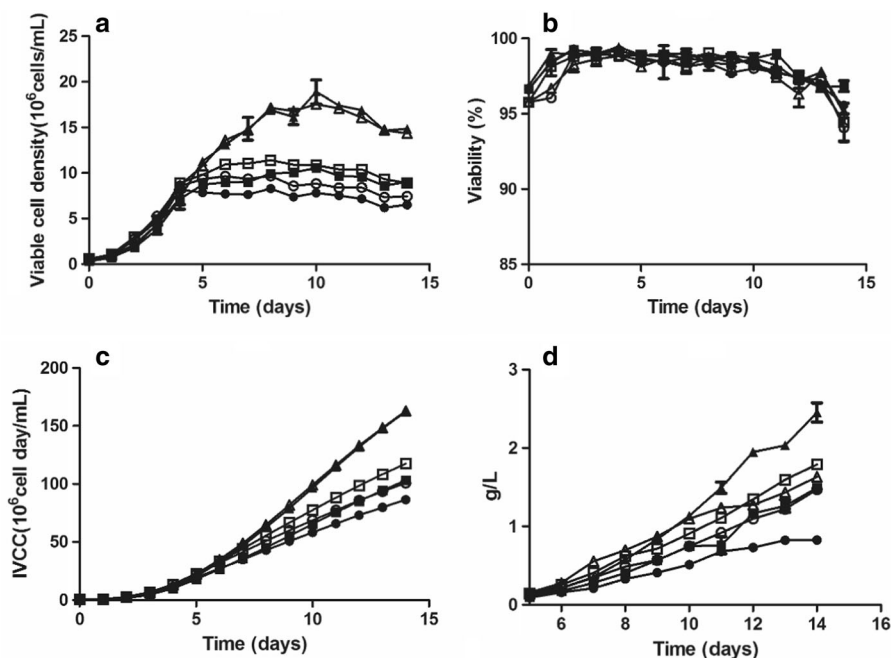 a
Viable cell density(10⁶cells/mL)
25
20
15
10
5
0
0 5 10 15
Time (days)
b
Viability (%)
100
95
90
85
0 5 10 15
Time (days)
c
IVCC(10⁶cell day/mL)
200
150
100
50
0
0 5 10 15
Time (days)
d
g/L
3
2
1
0
6 8 10 12 14 16
Time (days)